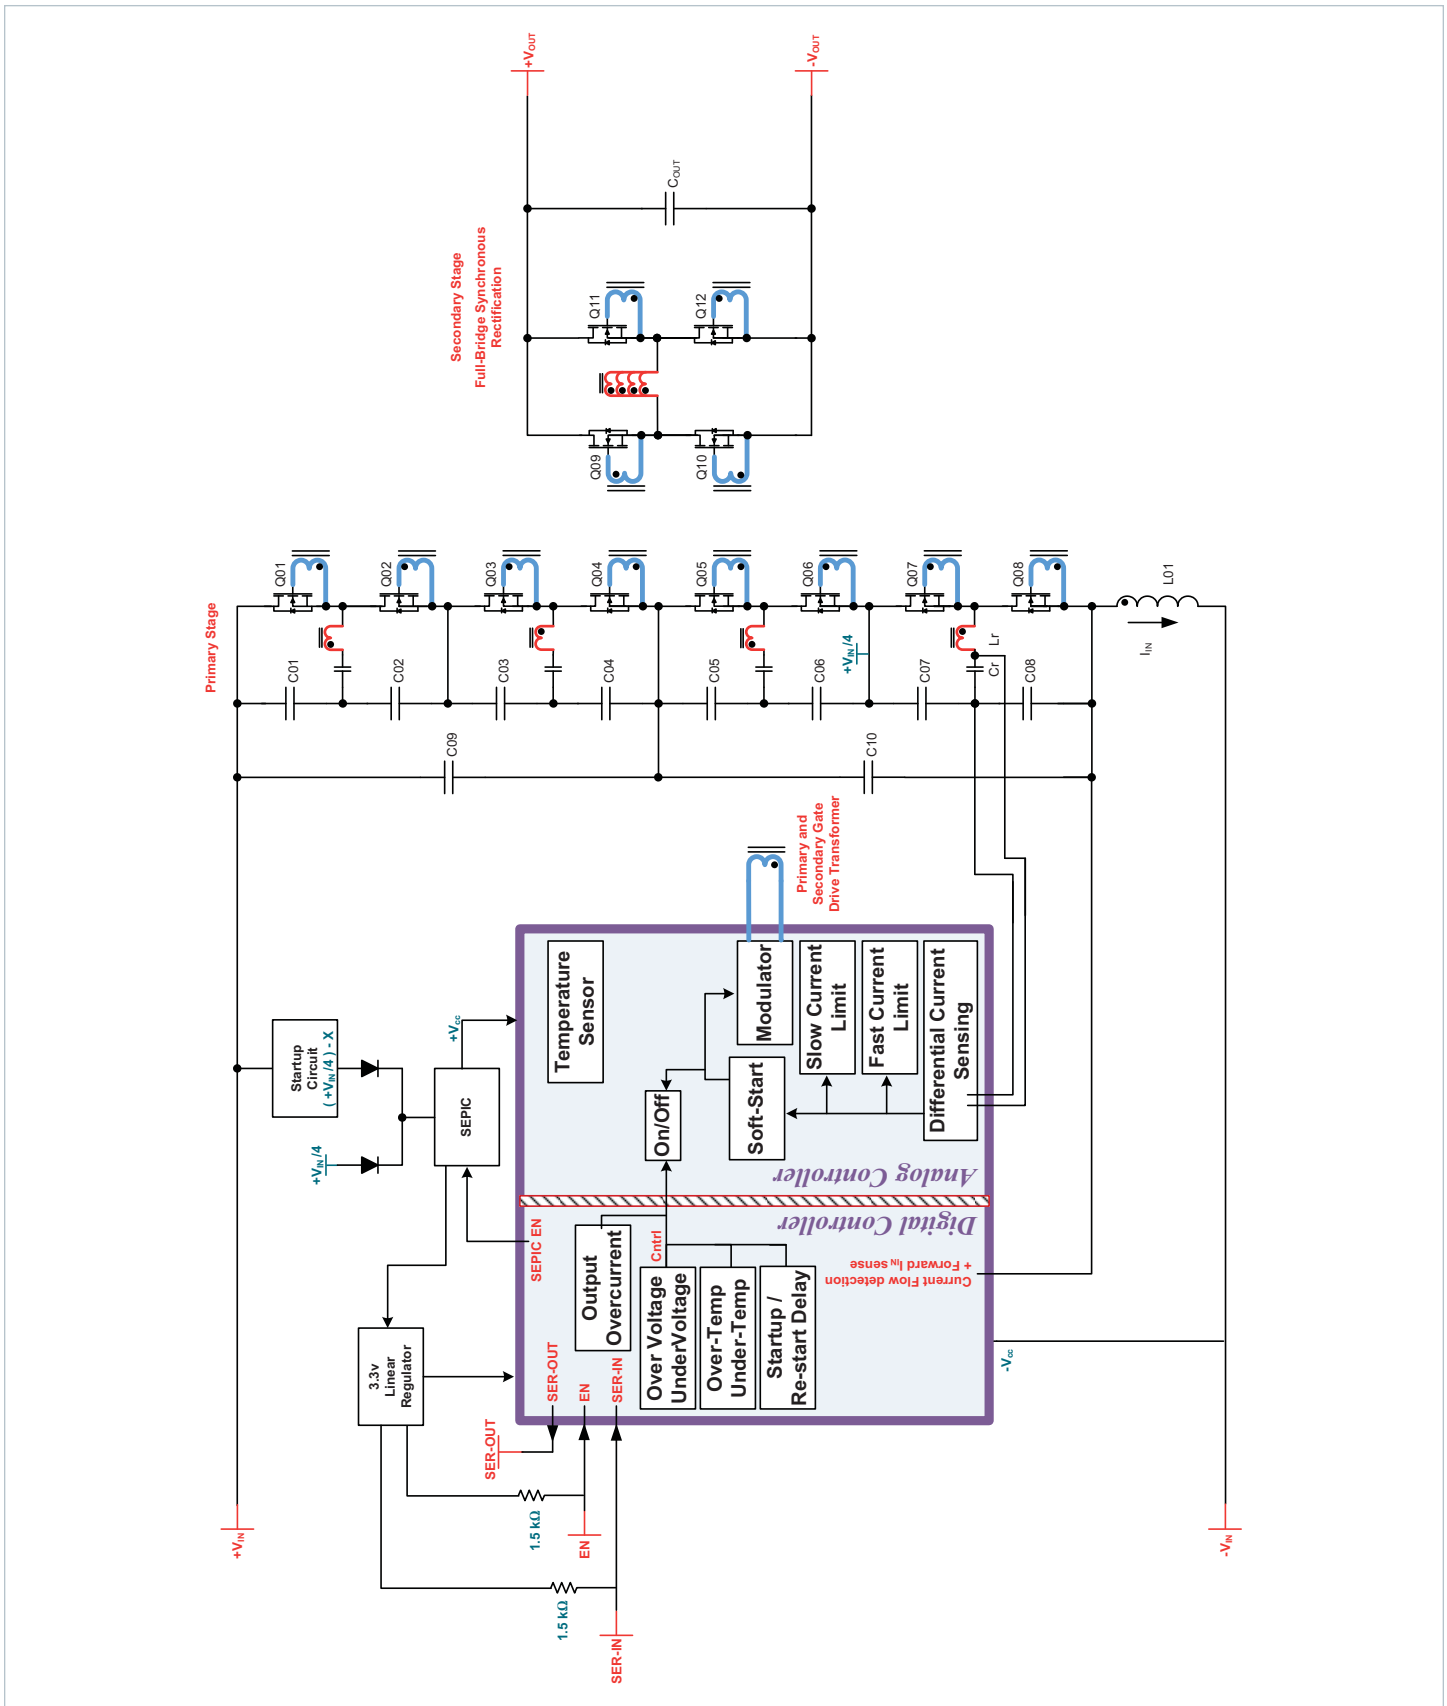 +VIN
SER-IN
1.5 kΩ
EN
1.5 kΩ
SER-OUT
3.3v
Linear
Regulator
SER-OUT
EN
SER-IN
SEPIC EN
Startup
Circuit
( +VIN /4 ) - X
+VIN/4
SEPIC
+Vcc
Output
Overcurrent
Cntrl
Over Voltage
UnderVoltage
Over-Temp
Under-Temp
Startup /
Re-start Delay
Digital Controller
Current Flow detection
+ Forward IIN sense
-Vcc
Analog Controller
Temperature
Sensor
On/Off
Soft-Start
Modulator
Slow Current
Limit
Fast Current
Limit
Differential Current
Sensing
Primary and
Secondary Gate
Drive Transformer
Primary Stage
C09
C10
C01
C02
C03
C04
C05
C06
C07
C08
+VIN /4
Cr
Lr
Q01
Q02
Q03
Q04
Q05
Q06
Q07
Q08
IIN
L01
-VIN
Secondary Stage
Full-Bridge Synchronous
Rectification
Q09
Q10
Q11
Q12
COUT
+VOUT
-VOUT